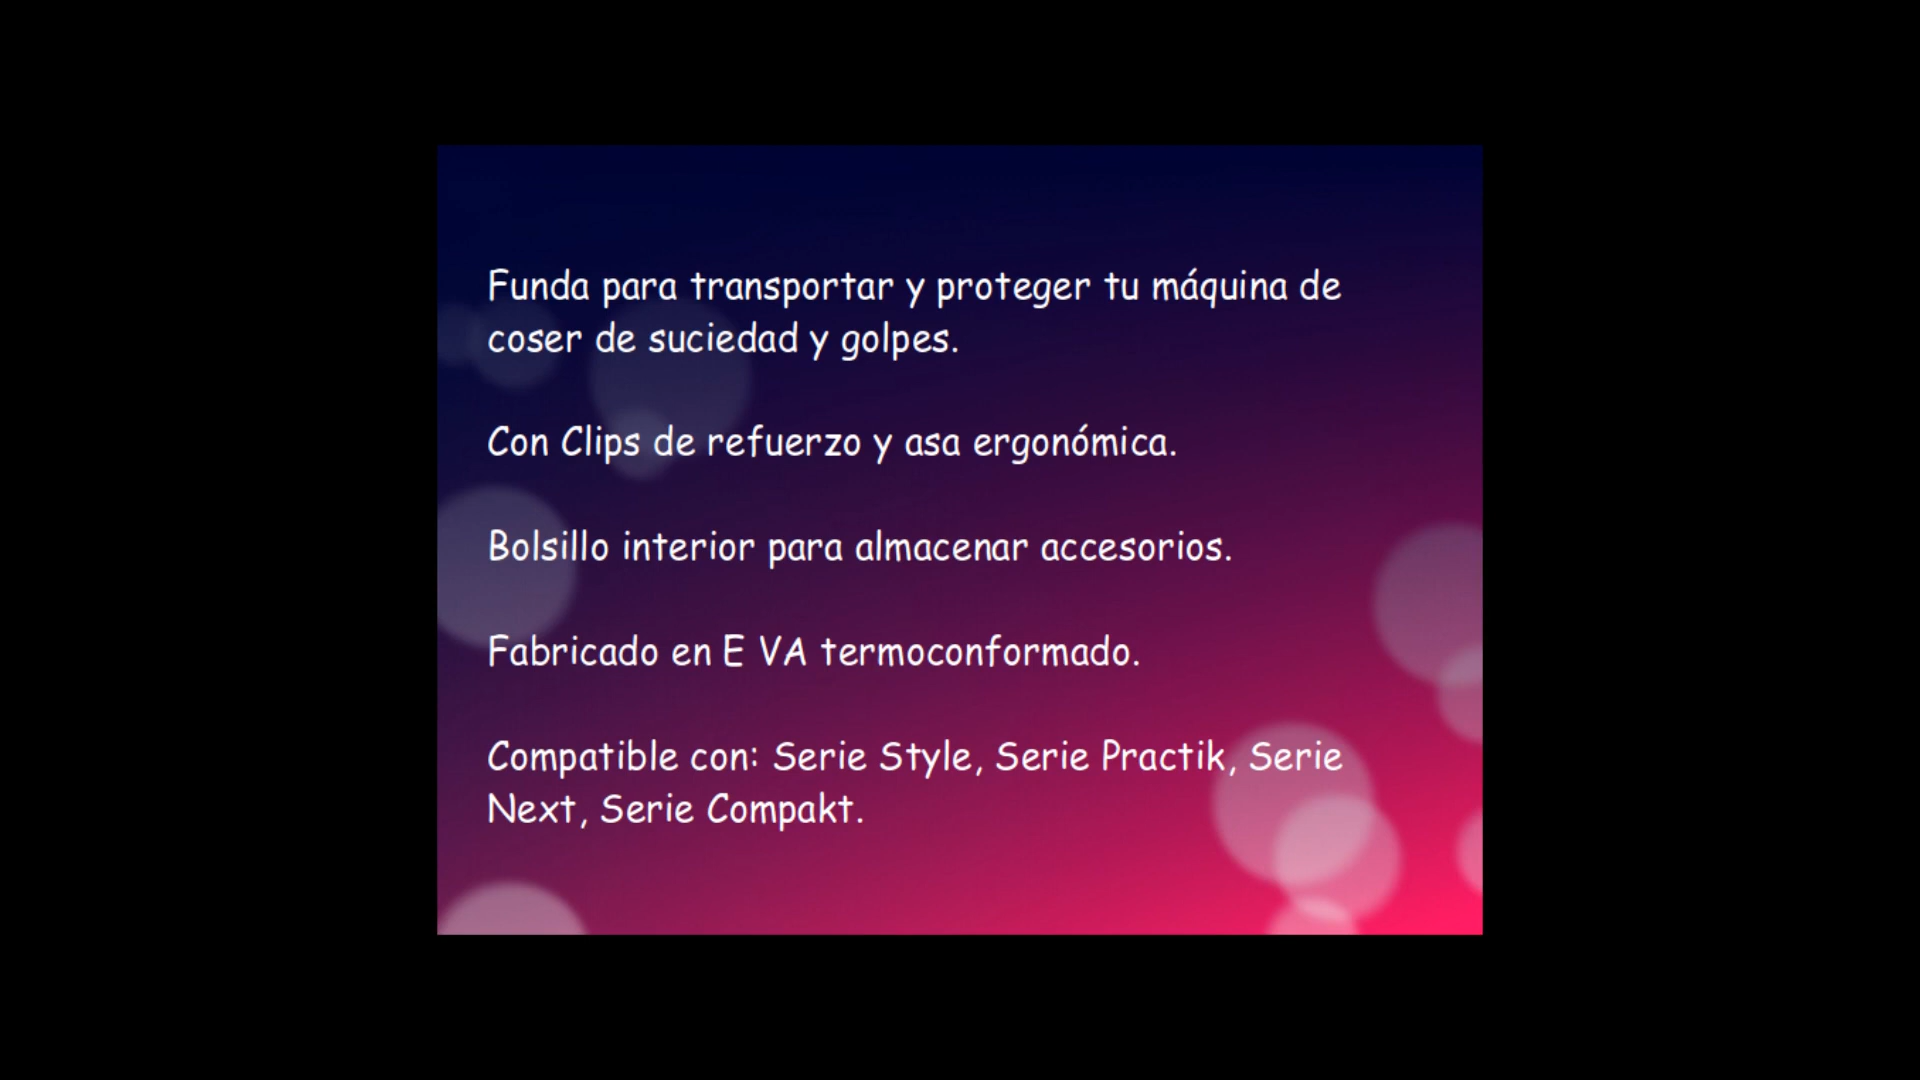 Funda para transportar y proteger tu máquina de
coser de suciedad y golpes.
Con Clips de refuerzo y asa ergonómica.
Bolsillo interior para almacenar accesorios.
Fabricado en E VA termoconformado.
Compatible con: Serie Style, Serie Practik, Serie
Next, Serie Compakt.